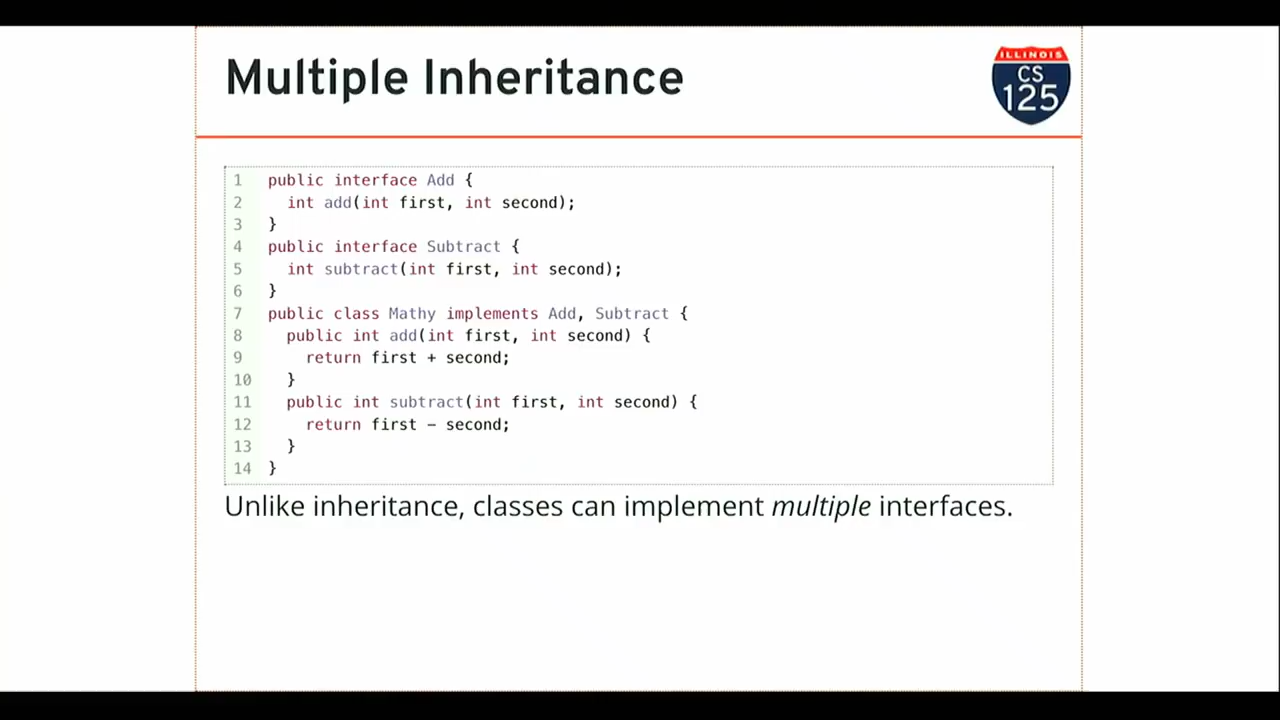 Multiple Inheritance
ILLINOIS
CS
125
1 public interface Add {
2   int add(int first, int second);
3 }
4 public interface Subtract {
5   int subtract(int first, int second);
6 }
7 public class Mathy implements Add, Subtract {
8   public int add(int first, int second) {
9     return first + second;
10   }
11   public int subtract(int first, int second) {
12     return first - second;
13   }
14 }
Unlike inheritance, classes can implement multiple interfaces.